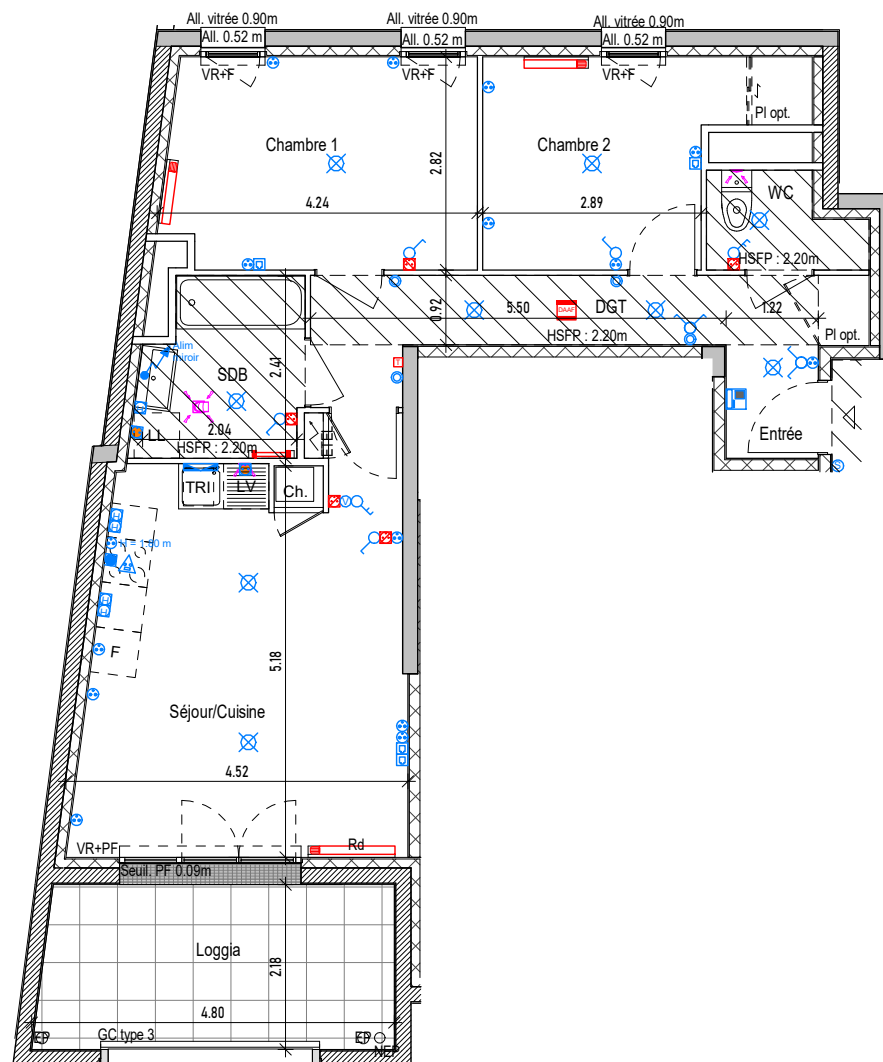 All. vitrée 0.90m
All. vitrée 0.90m
All. vitrée 0.90m
All. 0.52 m
All. 0.52 m
All. 0.52 m
VR+F
VR+F
VR+F
Pl opt.
Chambre 1
Chambre 2
2.82
WC
4.24
2.89
HSFP : 2.20m
0.92
5.50
DAAF
DGT
1.22
HSFP : 2.20m
Pl opt.
T
SDB
2.41
Entrée
LL
2.04
HSFP : 2.20m
ETEL
S
TRI
LV
Ch.
V
H = 1.80 m
F
5.18
Séjour/Cuisine
4.52
VR+PF
Rd
Seuil. PF 0.09m
Loggia
2.18
4.80
GC type 3
EP
EP
NEP